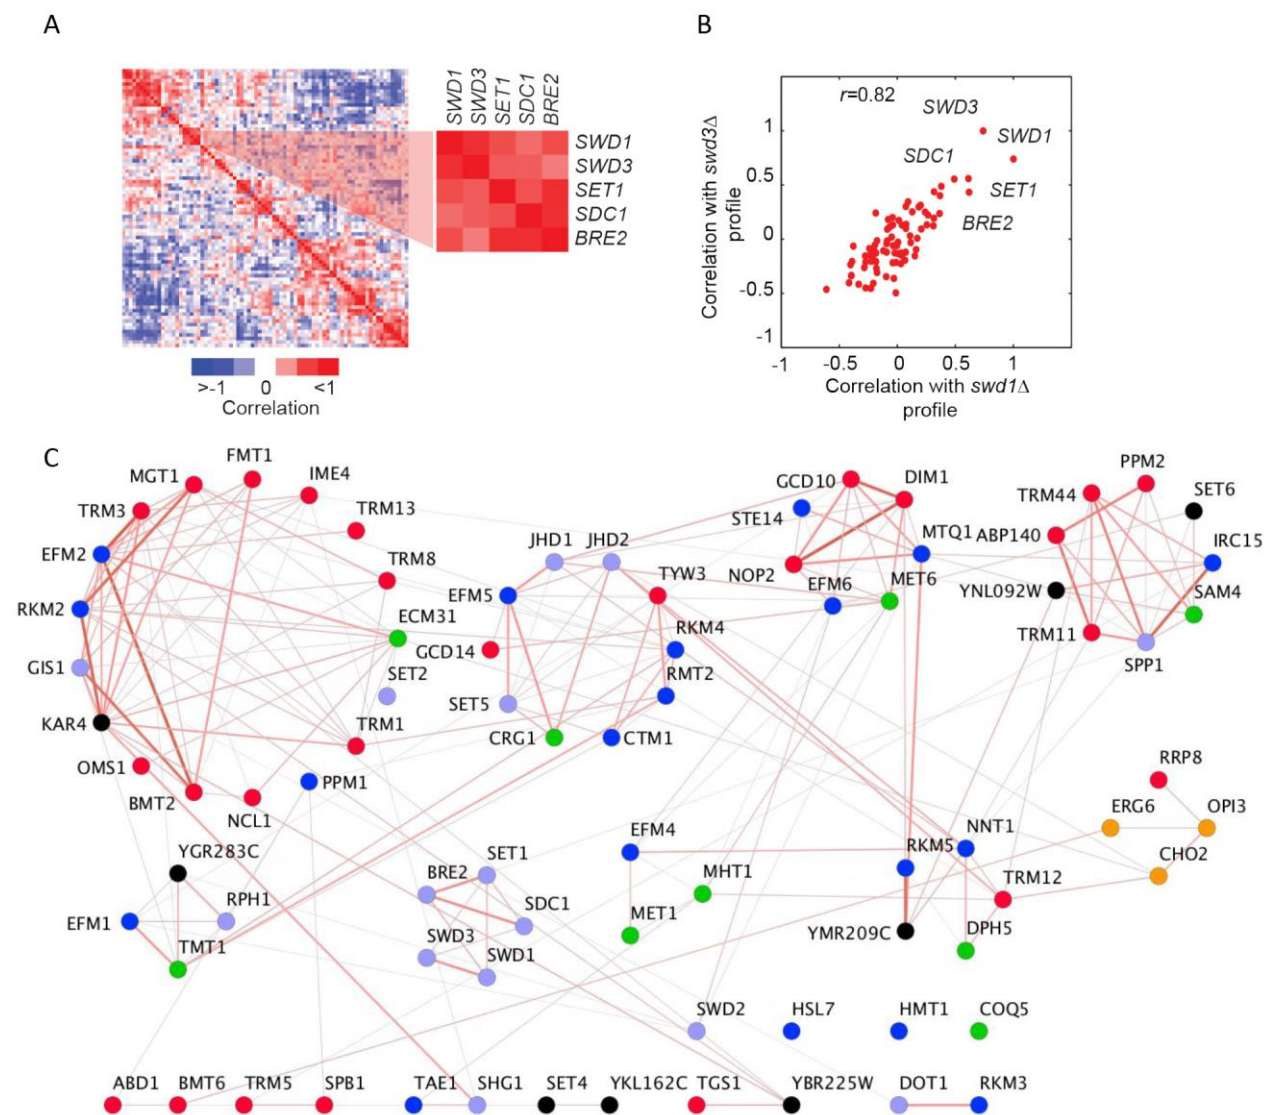 A
B
SWD1
SWD3
SET1
SDC1
BRE2
SWD1
SWD3
SET1
SDC1
BRE2
>-1 0 <1
Correlation
r=0.82
SWD3
SWD1
SDC1
SET1
BRE2
1
0.5
0
-0.5
-1
Correlation with swd3Δ
profile
-1 -0.5 0 0.5 1
Correlation with swd1Δ
profile
C
FMT1
MGT1
IME4
TRM3
TRM13
EFM2
TRM8
RKM2
ECM31
GIS1
SET2
KAR4
TRM1
OMS1
PPM1
BMT2
NCL1
JHD1
JHD2
EFM5
TYW3
GCD14
RKM4
RMT2
SET5
CRG1
CTM1
GCD10
DIM1
STE14
MTQ1
NOP2
EFM6
MET6
PPM2
TRM44
SET6
ABP140
IRC15
YNL092W
SAM4
TRM11
SPP1
RRP8
ERG6
OPI3
CHO2
YGR283C
RPH1
EFM1
TMT1
SET1
BRE2
SDC1
SWD3
SWD1
EFM4
MHT1
MET1
NNT1
RKM5
TRM12
YMR209C
DPH5
SWD2
HSL7
HMT1
COQ5
ABD1
BMT6
TRM5
SPB1
TAE1
SHG1
SET4
YKL162C
TGS1
YBR225W
DOT1
RKM3